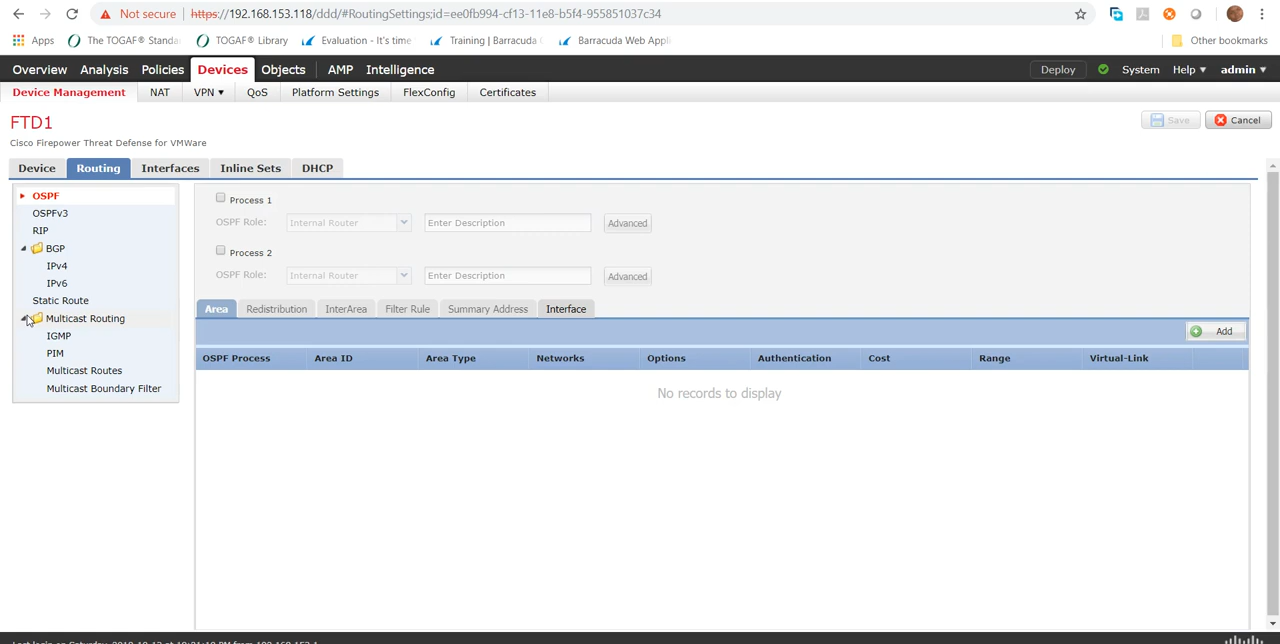 Not secure | https://192.168.153.118/ddd/#RoutingSettings;id=ee0fb994-cf13-11e8-b5f4-955851037c34
Apps The TOGAF® Standa TOGAF® Library Evaluation - It's time Training | Barracuda Barracuda Web Appl Other bookmarks
Overview Analysis Policies Devices Objects AMP Intelligence Deploy System Help admin
Device Management NAT VPN QoS Platform Settings FlexConfig Certificates
FTD1 Save Cancel
Cisco Firepower Threat Defense for VMWare
Device Routing Interfaces Inline Sets DHCP
OSPF
OSPFv3
RIP
BGP
IPv4
IPv6
Static Route
Multicast Routing
IGMP
PIM
Multicast Routes
Multicast Boundary Filter
Process 1
OSPF Role: Internal Router Enter Description Advanced
Process 2
OSPF Role: Internal Router Enter Description Advanced
Area Redistribution InterArea Filter Rule Summary Address Interface
Add
OSPF Process Area ID Area Type Networks Options Authentication Cost Range Virtual-Link
No records to display